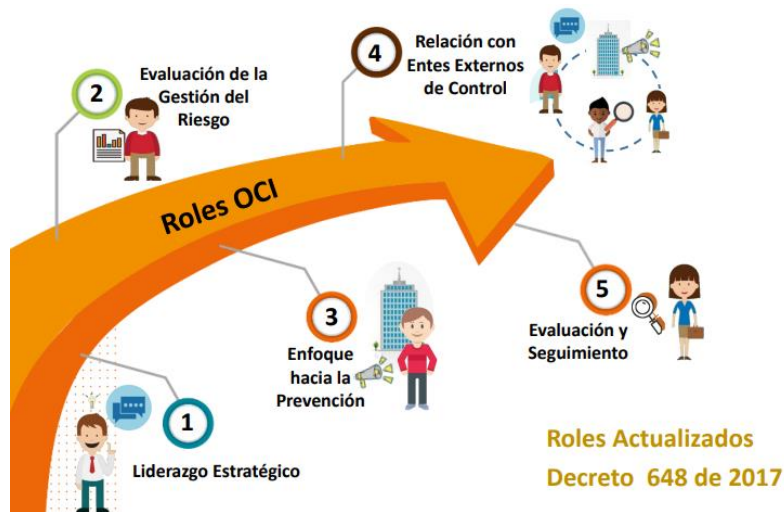 Roles OCI
1
Liderazgo Estratégico
2
Evaluación de la
Gestión del
Riesgo
3
Enfoque
hacia la
Prevención
4
Relación con
Entes Externos
de Control
5
Evaluación y
Seguimiento
Roles Actualizados
Decreto 648 de 2017